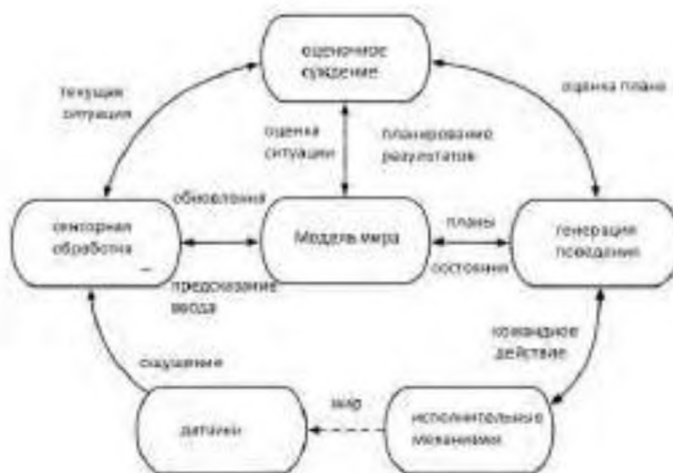 оценочное
суждение
текущая
ситуация
оценка плана
оценка
ситуации
планирование
результатов
обновления
сенсорная
обработка
Модель мира
планы
генерация
поведения
состояния
предсказание
ввода
командное
действие
ощущение
мир
датчики
исполнительные
механизмы